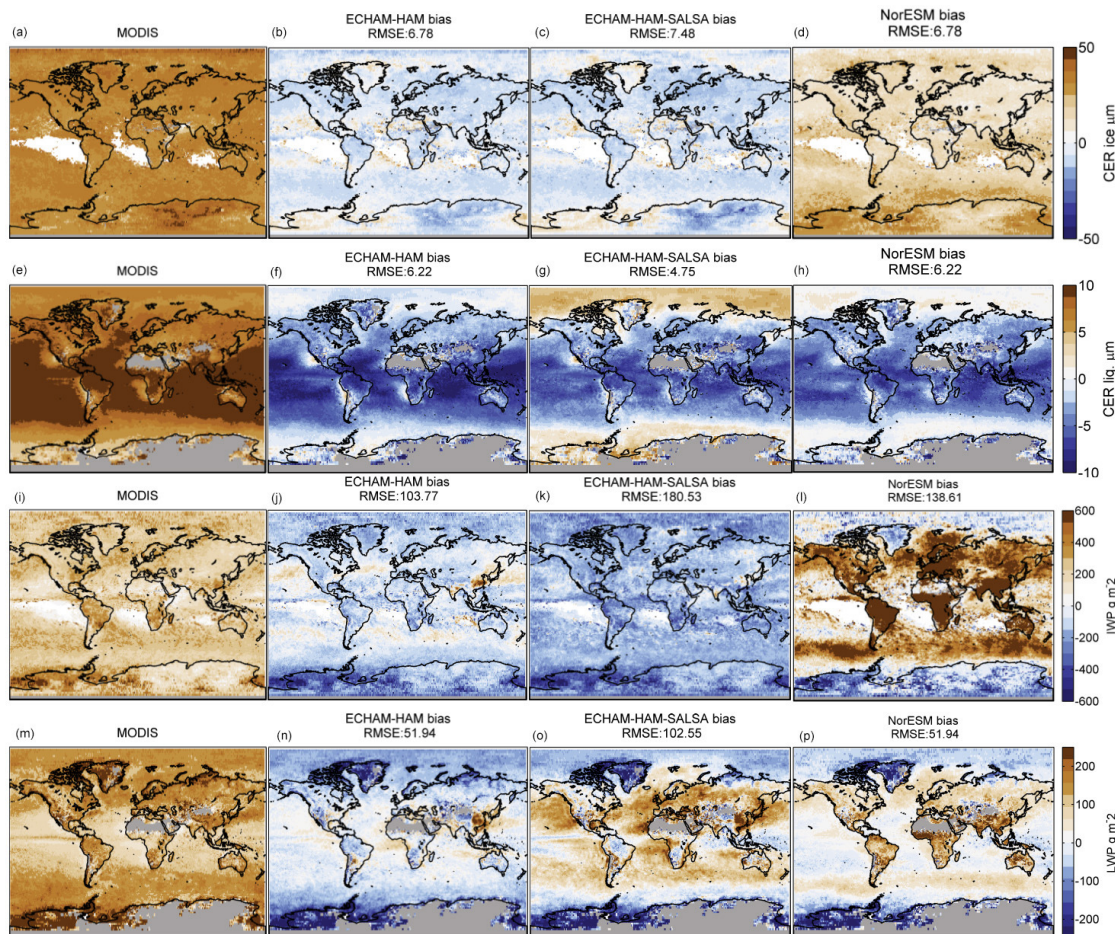 (a)
MODIS
(b)
ECHAM-HAM bias
RMSE:6.78
(c)
ECHAM-HAM-SALSA bias
RMSE:7.48
(d)
NorESM bias
RMSE:6.78
50
0
-50
CER ice µm
(e)
MODIS
(f)
ECHAM-HAM bias
RMSE:6.22
(g)
ECHAM-HAM-SALSA bias
RMSE:4.75
(h)
NorESM bias
RMSE:6.22
10
5
0
-5
-10
CER liq. µm
(i)
MODIS
(j)
ECHAM-HAM bias
RMSE:103.77
(k)
ECHAM-HAM-SALSA bias
RMSE:180.53
(l)
NorESM bias
RMSE:138.61
600
400
200
0
-200
-400
-600
IWP g m^2
(m)
MODIS
(n)
ECHAM-HAM bias
RMSE:51.94
(o)
ECHAM-HAM-SALSA bias
RMSE:102.55
(p)
NorESM bias
RMSE:51.94
200
100
0
-100
-200
LWP g m^2